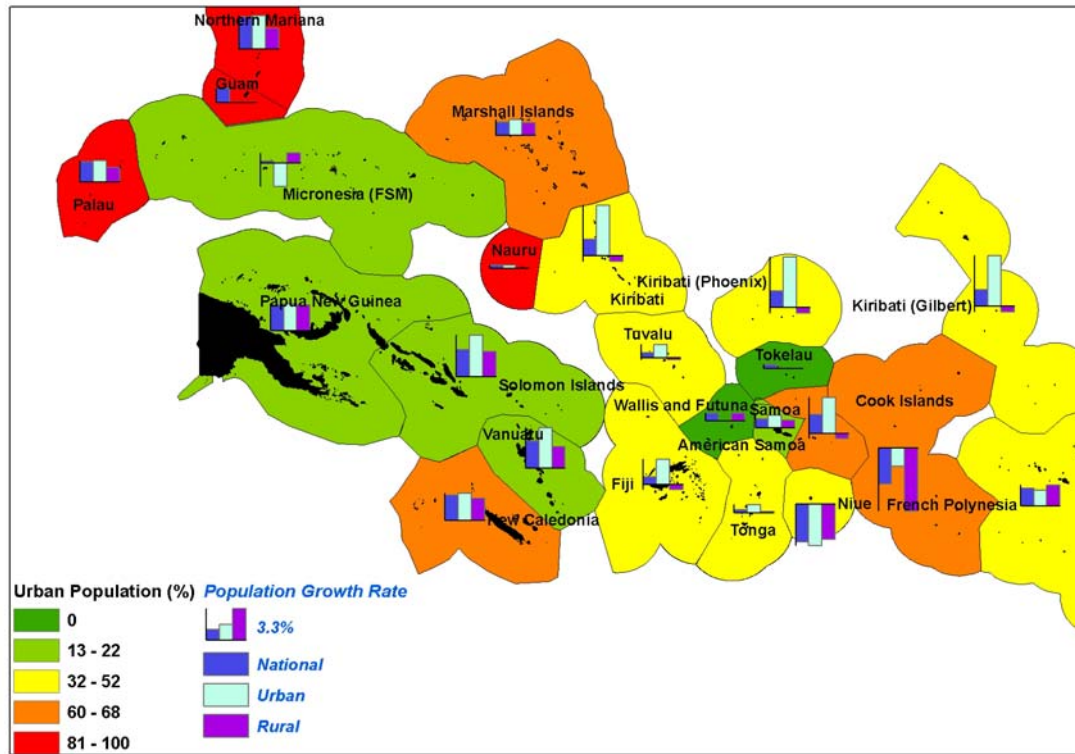 Northern Mariana
Guam
Marshall Islands
Palau
Micronesia (FSM)
Nauru
Kiribati (Phoenix)
Kiribati
Kiribati (Gilbert)
Papua New Guinea
Tuvalu
Tokelau
Solomon Islands
Wallis and Futuna
Samoa
Cook Islands
American Samoa
Vanuatu
Fiji
Niue
French Polynesia
New Caledonia
Tonga
Urban Population (%)
0
13 - 22
32 - 52
60 - 68
81 - 100
Population Growth Rate
3.3%
National
Urban
Rural